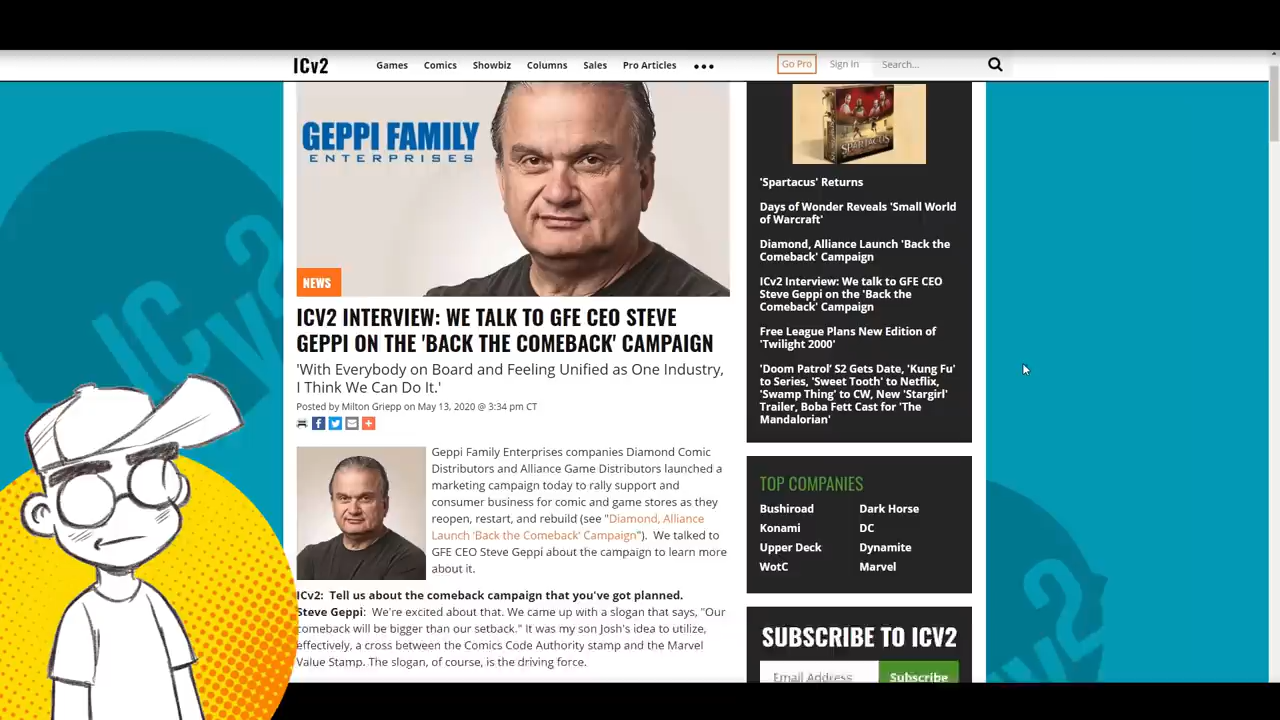 ICv2
Games
Comics
Showbiz
Columns
Sales
Pro Articles
Go Pro
Sign In
Search...
GEPPI FAMILY
ENTERPRISES
NEWS
ICV2 INTERVIEW: WE TALK TO GFE CEO STEVE
GEPPI ON THE 'BACK THE COMEBACK' CAMPAIGN
'With Everybody on Board and Feeling Unified as One Industry,
I Think We Can Do It.'
Posted by Milton Griepp on May 13, 2020 @ 3:34 pm CT
Geppi Family Enterprises companies Diamond Comic
Distributors and Alliance Game Distributors launched a
marketing campaign today to rally support and
consumer business for comic and game stores as they
reopen, restart, and rebuild (see "Diamond, Alliance
Launch 'Back the Comeback' Campaign"). We talked to
GFE CEO Steve Geppi about the campaign to learn more
about it.
ICv2: Tell us about the comeback campaign that you've got planned.
Steve Geppi: We're excited about that. We came up with a slogan that says, "Our
comeback will be bigger than our setback." It was my son Josh's idea to utilize,
effectively, a cross between the Comics Code Authority stamp and the Marvel
Value Stamp. The slogan, of course, is the driving force.
SPARTACUS
'Spartacus' Returns
Days of Wonder Reveals 'Small World
of Warcraft'
Diamond, Alliance Launch 'Back the
Comeback' Campaign
ICv2 Interview: We talk to GFE CEO
Steve Geppi on the 'Back the
Comeback' Campaign
Free League Plans New Edition of
'Twilight 2000'
'Doom Patrol' S2 Gets Date, 'Kung Fu'
to Series, 'Sweet Tooth' to Netflix,
'Swamp Thing' to CW, New 'Stargirl'
Trailer, Boba Fett Cast for 'The
Mandalorian'
TOP COMPANIES
Bushiroad
Dark Horse
Konami
DC
Upper Deck
Dynamite
WotC
Marvel
SUBSCRIBE TO ICV2
Email Address
Subscribe
ICv2
v2